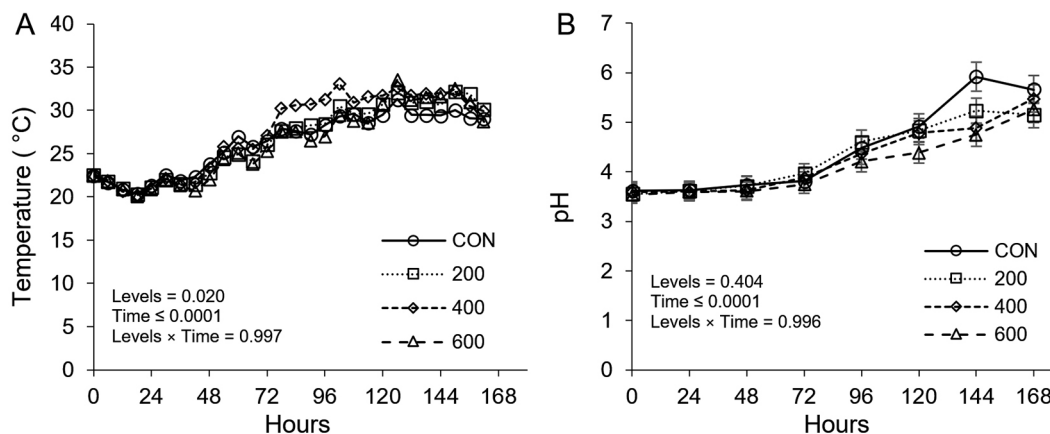 A
40
35
30
25
20
15
10
5
0
Temperature ( °C)
CON
200
400
600
Levels = 0.020
Time ≤ 0.0001
Levels × Time = 0.997
0 24 48 72 96 120 144 168
Hours
B
7
6
5
4
3
2
1
0
pH
CON
200
400
600
Levels = 0.404
Time ≤ 0.0001
Levels × Time = 0.996
0 24 48 72 96 120 144 168
Hours